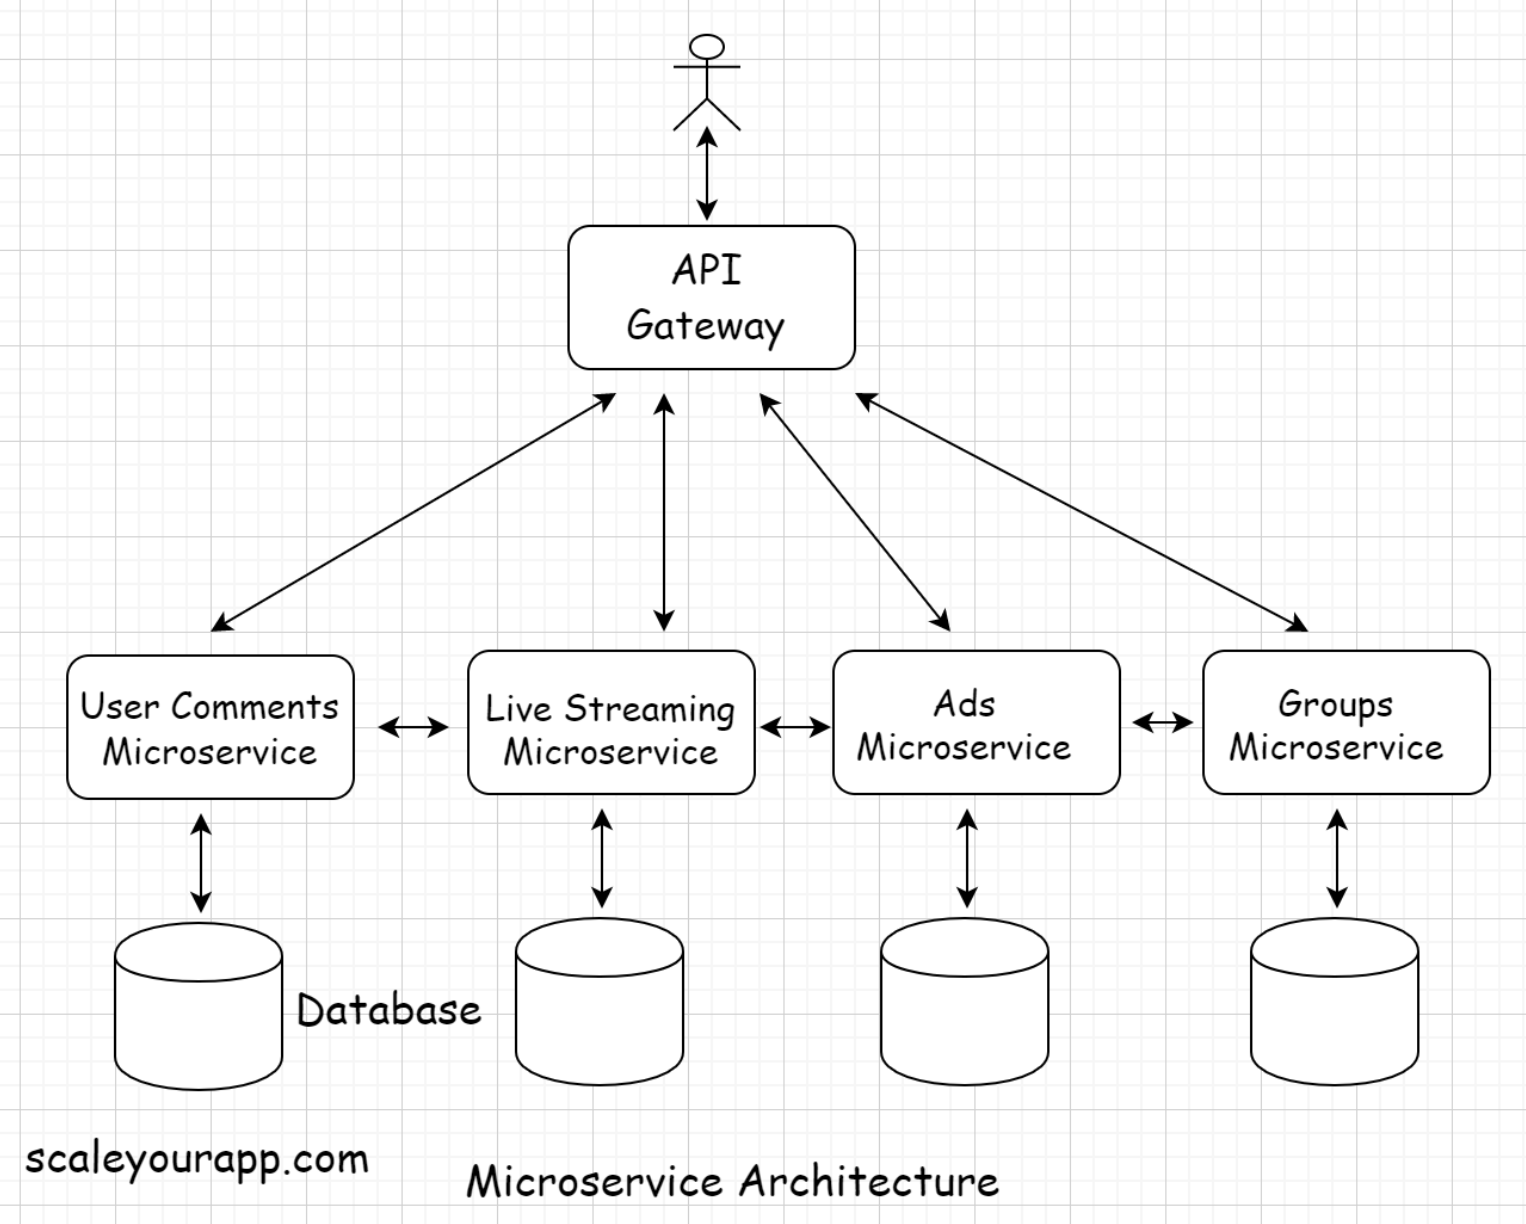 API
Gateway
User Comments
Microservice
Live Streaming
Microservice
Ads
Microservice
Groups
Microservice
Database
scaleyourapp.com
Microservice Architecture